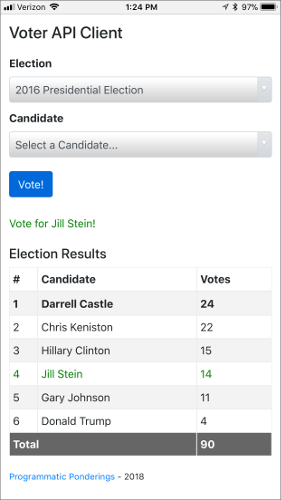 Verizon 1:24 PM 97%
Voter API Client
Election
2016 Presidential Election
Candidate
Select a Candidate...
Vote!
Vote for Jill Stein!
Election Results
# Candidate Votes
1 Darrell Castle 24
2 Chris Keniston 22
3 Hillary Clinton 15
4 Jill Stein 14
5 Gary Johnson 11
6 Donald Trump 4
Total 90
Programmatic Ponderings - 2018